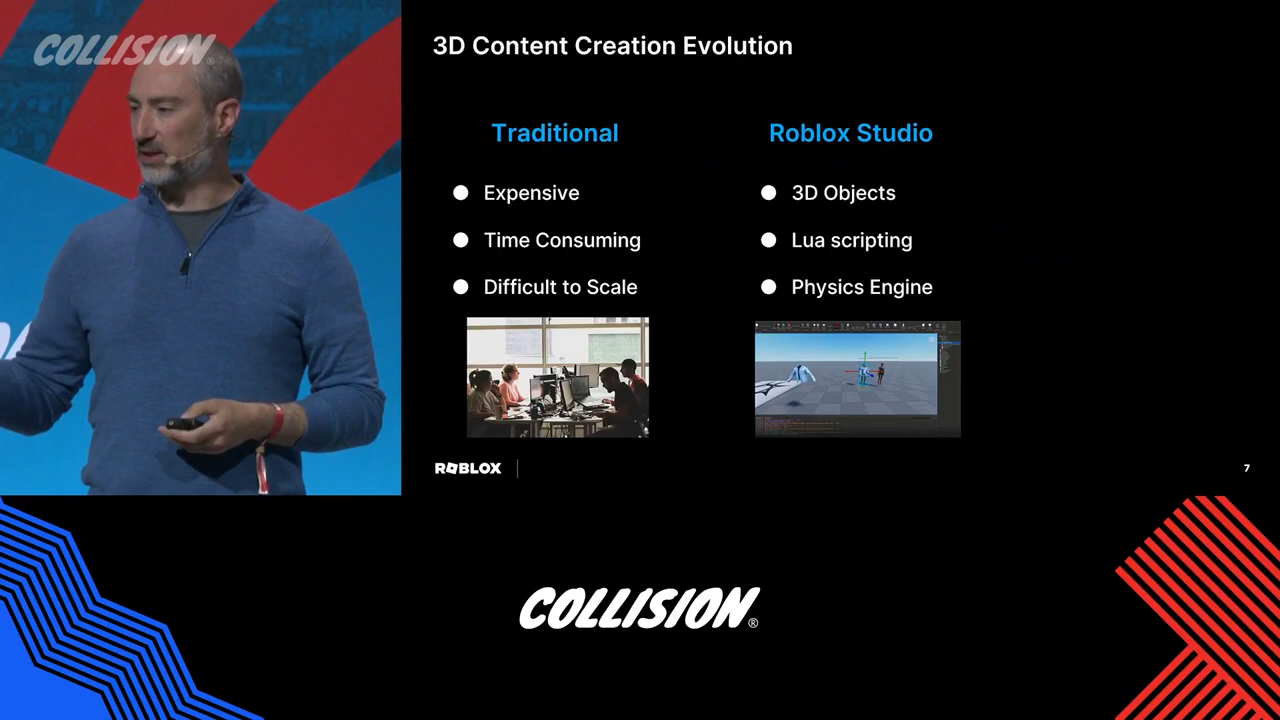 COLLISION®
3D Content Creation Evolution
Traditional
Expensive
Time Consuming
Difficult to Scale
Roblox Studio
3D Objects
Lua scripting
Physics Engine
ROBLOX
7
COLLISION®